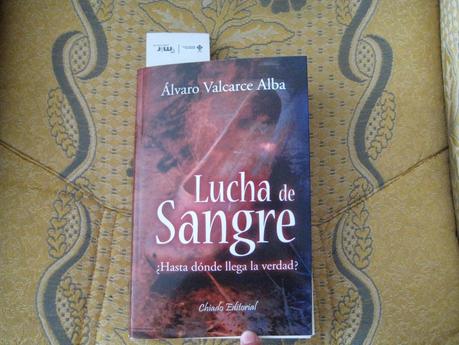 Álvaro Valcarce Alba
Lucha de
Sangre
¿Hasta dónde llega la verdad?
Chiado Editorial